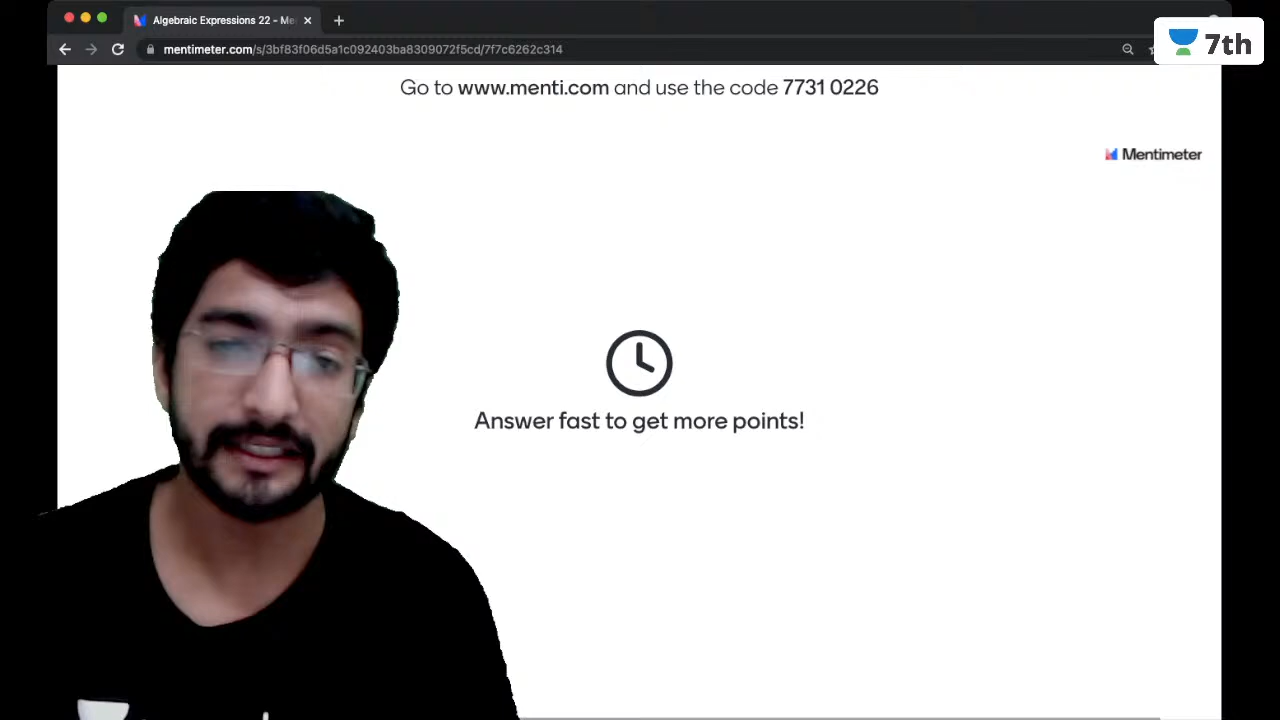 Algebraic Expressions 22 - Me
mentimeter.com/s/3bf83f06d5a1c092403ba8309072f5cd/7f7c6262c314
7th
Go to www.menti.com and use the code 7731 0226
Mentimeter
Answer fast to get more points!